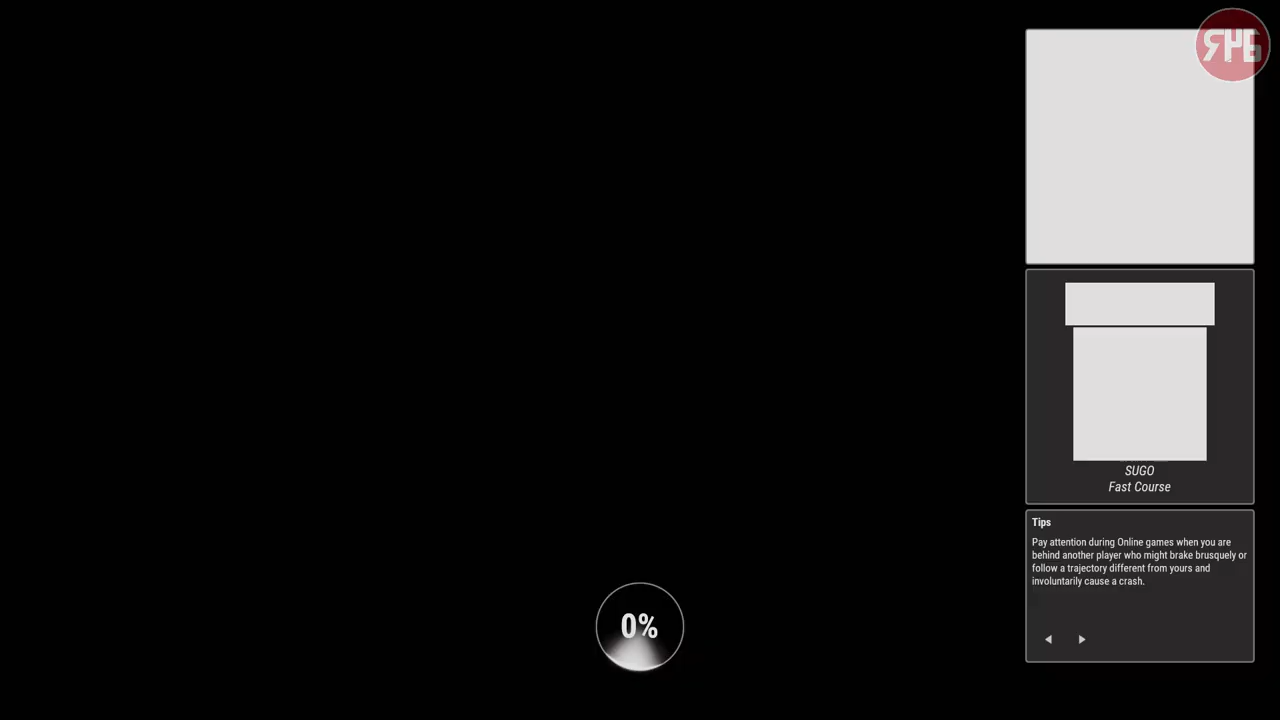 SUGO
Fast Course
Tips
Pay attention during Online games when you are
behind another player who might brake brusquely or
follow a trajectory different from yours and
involuntarily cause a crash.
0%